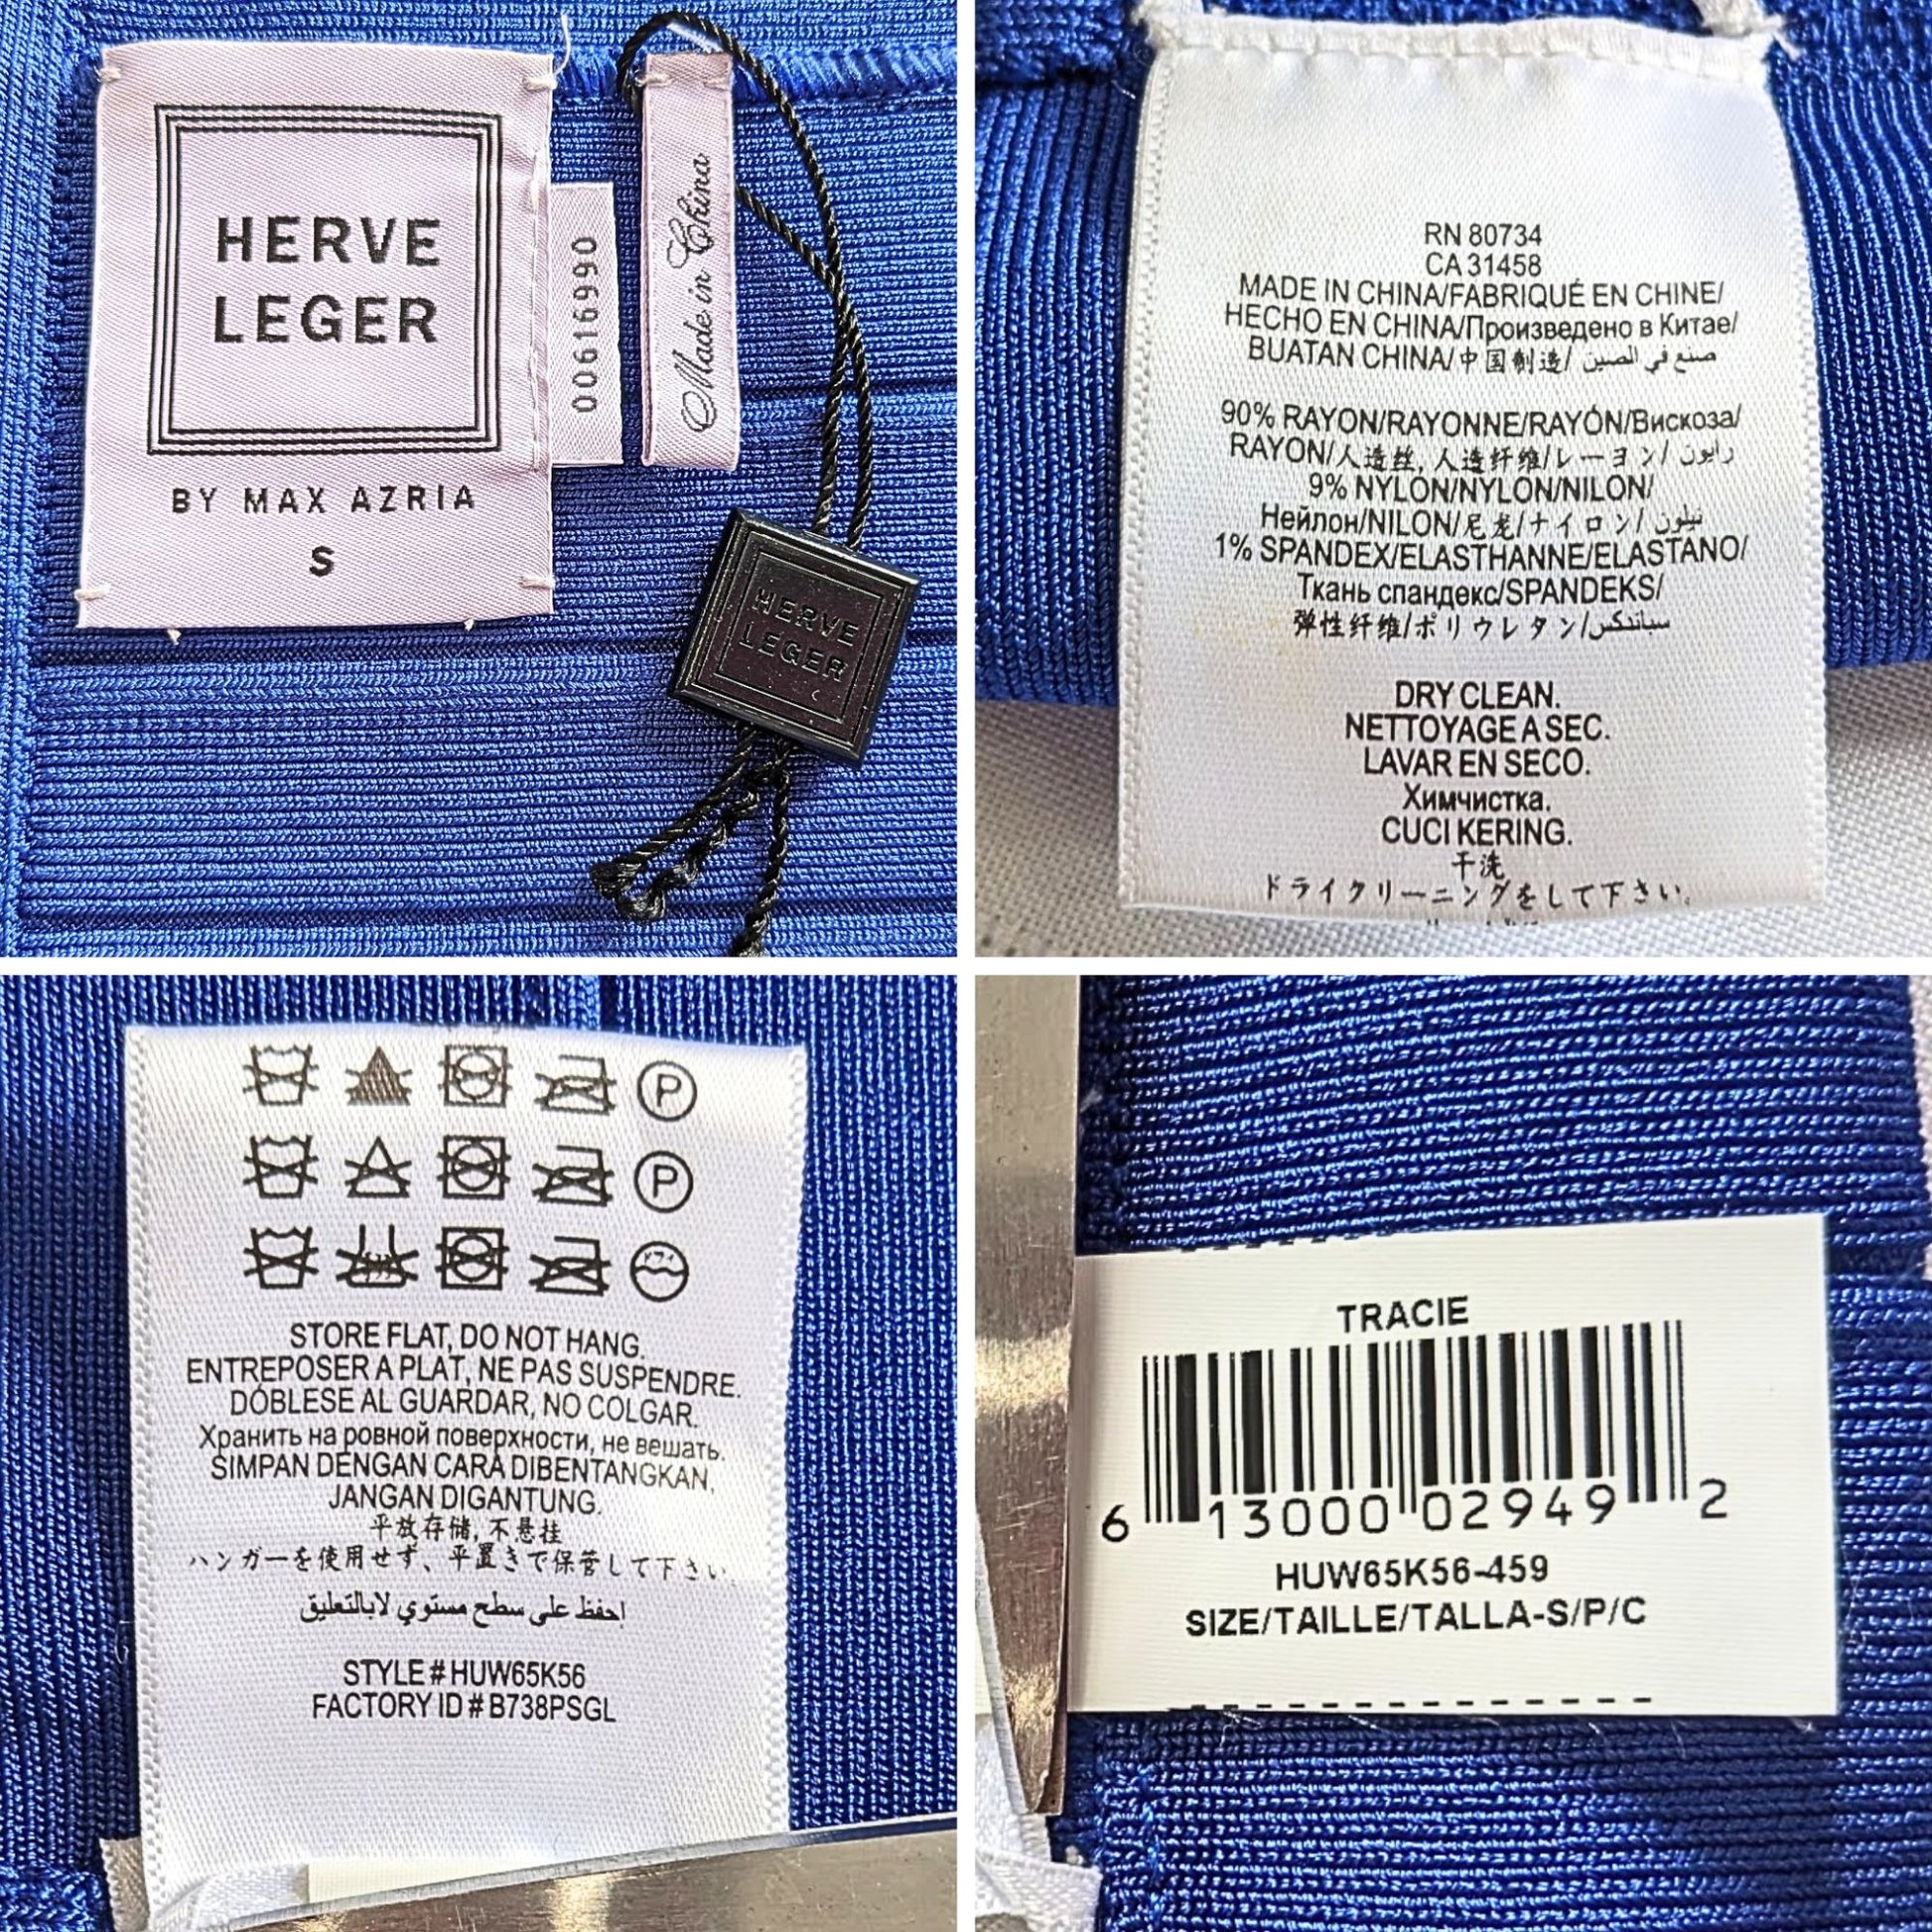 HERVE
LEGER
BY MAX AZRIA
S
00616990
Made in China
HERVE
LEGER
RN 80734
CA 31458
MADE IN CHINA/FABRIQUÉ EN CHINE/
HECHO EN CHINA/Произведено в Китае/
BUATAN CHINA/中国制造/ صنع في الصين
90% RAYON/RAYONNE/RAYÓN/Вискоза/
RAYON/人造丝, 人造纤维/レーヨン/ رايون
9% NYLON/NYLON/NILON/
Нейлон/NILON/尼龙/ナイロン/ نيلون
1% SPANDEX/ELASTHANNE/ELASTANO/
Ткань спандекс/SPANDEKS/
弹性纤维/ポリウレタン/سباندكس
DRY CLEAN.
NETTOYAGE A SEC.
LAVAR EN SECO.
Химчистка.
CUCI KERING.
干洗
ドライクリーニングをして下さい.
P
P
ドライ
STORE FLAT, DO NOT HANG.
ENTREPOSER A PLAT, NE PAS SUSPENDRE.
DÓBLESE AL GUARDAR, NO COLGAR.
Хранить на ровной поверхности, не вешать.
SIMPAN DENGAN CARA DIBENTANGKAN,
JANGAN DIGANTUNG.
平放存储, 不悬挂
ハンガーを使用せず、平置きで保管して下さい.
إحفظ على سطح مستوي لابالتعليق
STYLE # HUW65K56
FACTORY ID # B738PSGL
TRACIE
6 13000 02949 2
HUW65K56-459
SIZE/TAILLE/TALLA-S/P/C